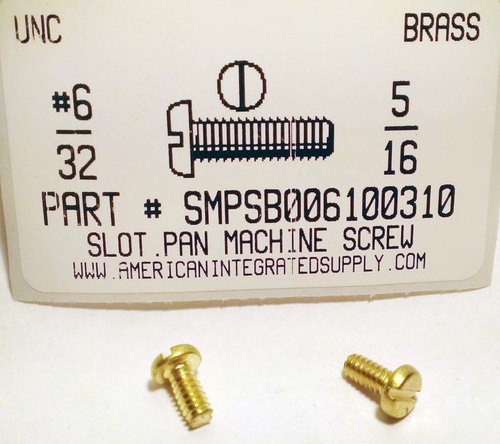 UNC BRASS
#6 5
32 16
PART # SMPSB006100310
SLOT.PAN MACHINE SCREW
WWW.AMERICANINTEGRATEDSUPPLY.COM